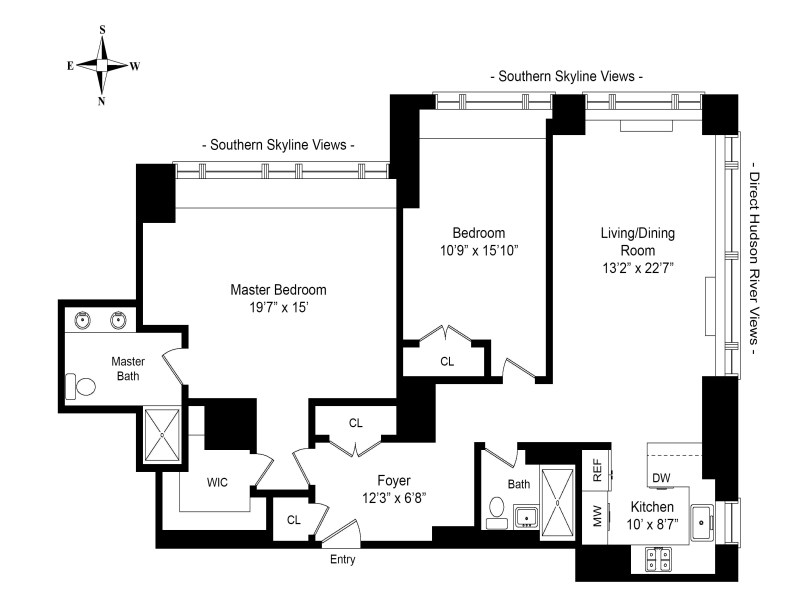 S
E W
N
- Southern Skyline Views -
- Southern Skyline Views -
- Direct Hudson River Views -
Bedroom
10’9” x 15’10”
Living/Dining
Room
13’2” x 22’7”
Master Bedroom
19’7” x 15’
Master
Bath
CL
CL
WIC
Foyer
12’3” x 6’8”
CL
Entry
Bath
REF
MW
DW
Kitchen
10’ x 8’7”